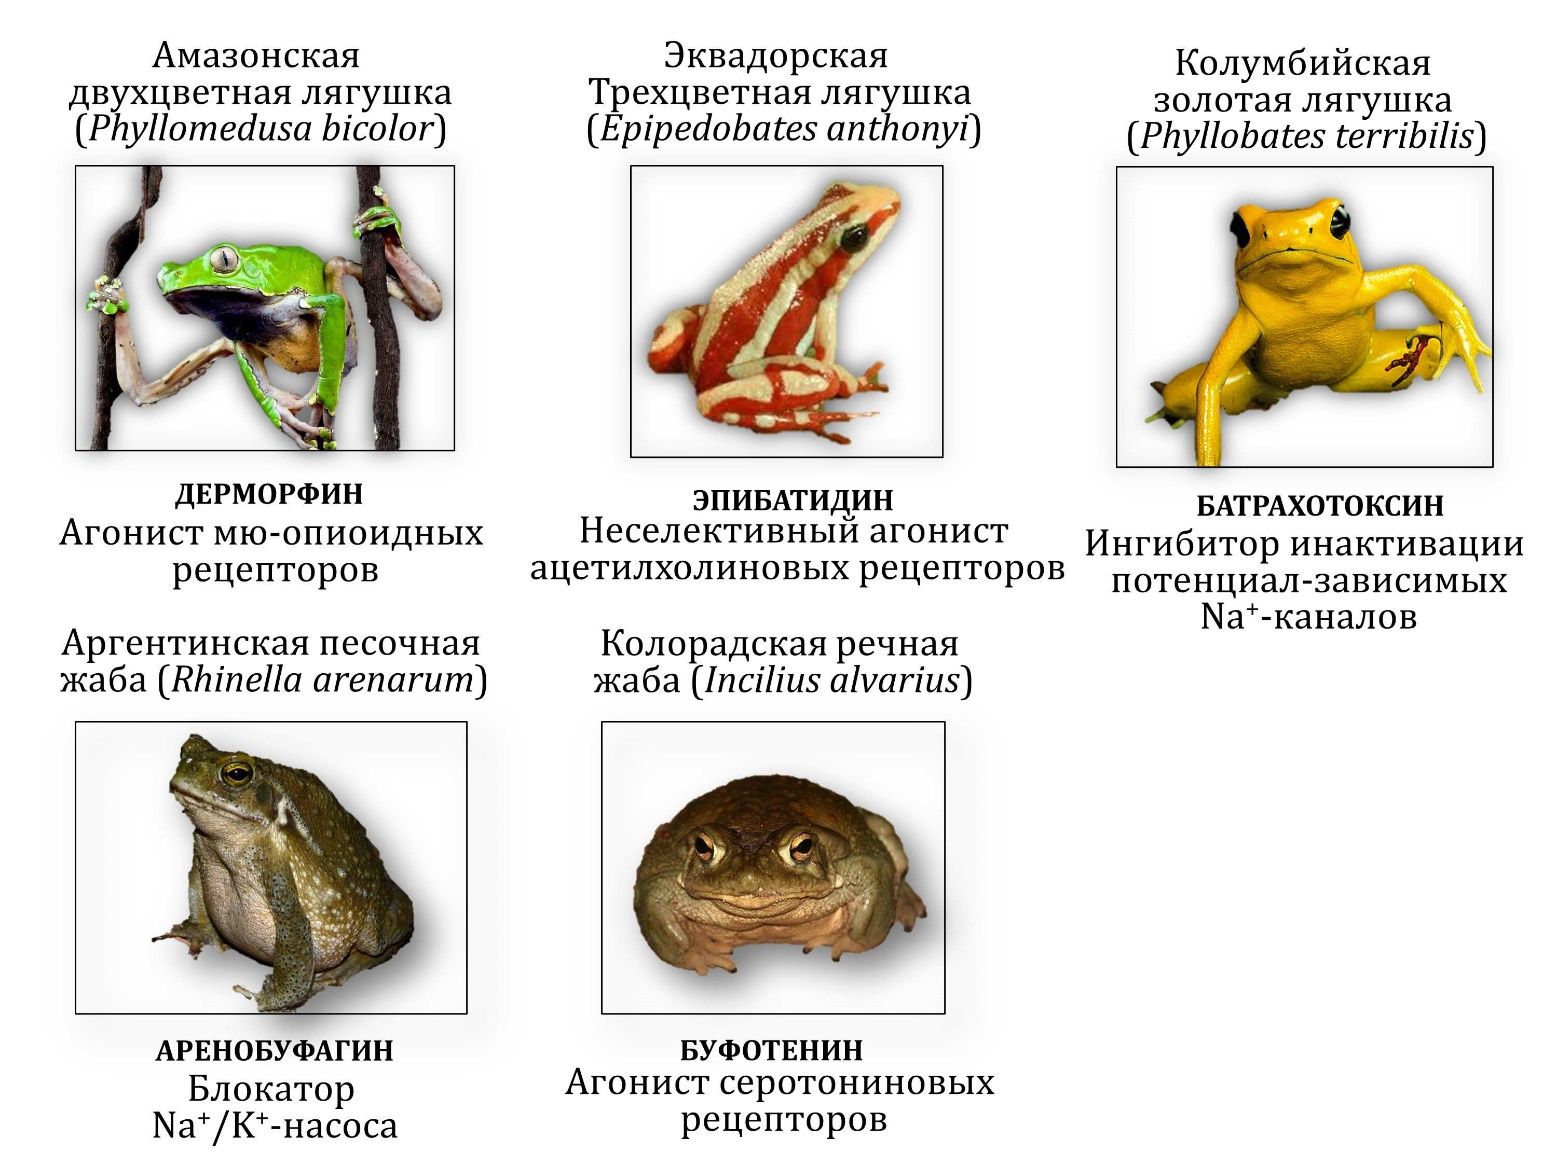 Амазонская
двухцветная лягушка
(Phyllomedusa bicolor)
ДЕРМОРФИН
Агонист мю-опиоидных
рецепторов
Эквадорская
Трехцветная лягушка
(Epipedobates anthonyi)
ЭПИБАТИДИН
Неселективный агонист
ацетилхолиновых рецепторов
Колумбийская
золотая лягушка
(Phyllobates terribilis)
БАТРАХОТОКСИН
Ингибитор инактивации
потенциал-зависимых
Na⁺-каналов
Аргентинская песочная
жаба (Rhinella arenarum)
АРЕНОБУФАГИН
Блокатор
Na⁺/K⁺-насоса
Колорадская речная
жаба (Incilius alvarius)
БУФОТЕНИН
Агонист серотониновых
рецепторов